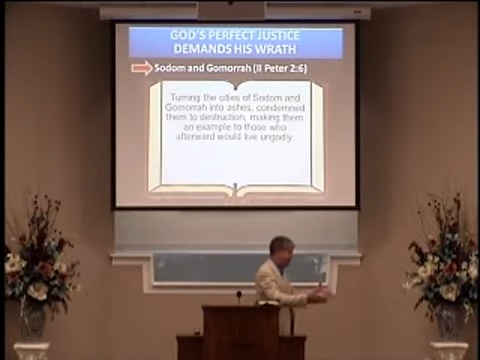 GOD'S PERFECT JUSTICE
DEMANDS HIS WRATH
Sodom and Gomorrah (II Peter 2:6)
Turning the cities of Sodom and
Gomorrah into ashes, condemned
them to destruction, making them
an example to those who
afterward would live ungodly